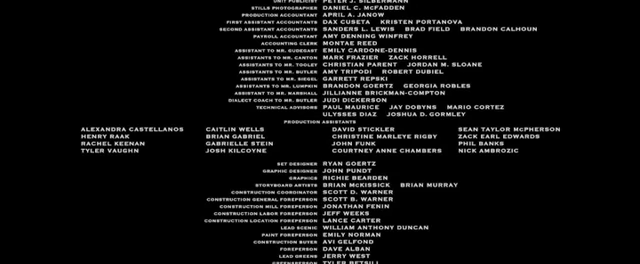 UNIT PUBLICIST PETER J. SILBERMANN
STILLS PHOTOGRAPHER DANIEL C. McFADDEN
PRODUCTION ACCOUNTANT APRIL A. JANOW
FIRST ASSISTANT ACCOUNTANTS DAX CUSETA KRISTEN PORTANOVA
SECOND ASSISTANT ACCOUNTANTS SANDERS L. LEWIS BRAD FIELD BRANDON CALHOUN
PAYROLL ACCOUNTANT AMY DENNING WINFREY
ACCOUNTING CLERK MONTAE REED
ASSISTANT TO MR. GUDEGAST EMILY CARDONE-DENNIS
ASSISTANTS TO MR. CANTON MARK FRAZIER ZACK HORRELL
ASSISTANTS TO MR. TOOLEY CHRISTIAN PARENT JORDAN M. SLOANE
ASSISTANTS TO MR. BUTLER AMY TRIPODI ROBERT DUBIEL
ASSISTANT TO MR. SIEGEL GARRETT REPSKI
ASSISTANTS TO MR. LUMPKIN BRANDON GOERTZ GEORGIA ROBLES
ASSISTANT TO MR. MARSHALL JILLIANNE BRICKMAN-COMPTON
DIALECT COACH TO MR. BUTLER JUDI DICKERSON
TECHNICAL ADVISORS PAUL MAURICE JAY DOBYNS MARIO CORTEZ
ULYSSES DIAZ JOSHUA D. GORMLEY
PRODUCTION ASSISTANTS
ALEXANDRA CASTELLANOS CAITLIN WELLS DAVID STICKLER SEAN TAYLOR McPHERSON
HENRY RAAK BRIAN GABRIEL CHRISTINE MARLEYE RIGBY ZACK EARL EDWARDS
RACHEL KEENAN GABRIELLE STEIN JOHN FUNK PHIL BANKS
TYLER VAUGHN JOSH KILCOYNE COURTNEY ANNE CHAMBERS NICK AMBROZIC
SET DESIGNER RYAN GOERTZ
GRAPHIC DESIGNER JOHN PUNDT
GRAPHICS RICHIE BEARDEN
STORYBOARD ARTISTS BRIAN McKISSICK BRIAN MURRAY
CONSTRUCTION COORDINATOR SCOTT D. WARNER
CONSTRUCTION GENERAL FOREPERSON SCOTT B. WARNER
CONSTRUCTION MILL FOREPERSON JONATHAN FENIN
CONSTRUCTION LABOR FOREPERSON JEFF WEEKS
CONSTRUCTION LOCATION FOREPERSON LANCE CARTER
LEAD SCENIC WILLIAM ANTHONY DUNCAN
PAINT FOREPERSON EMILY NORMAN
CONSTRUCTION BUYER AVI GELFOND
FOREPERSON DAVE ALBAN
LEAD GREENS JERRY WEST
GREENSPERSON TYLER